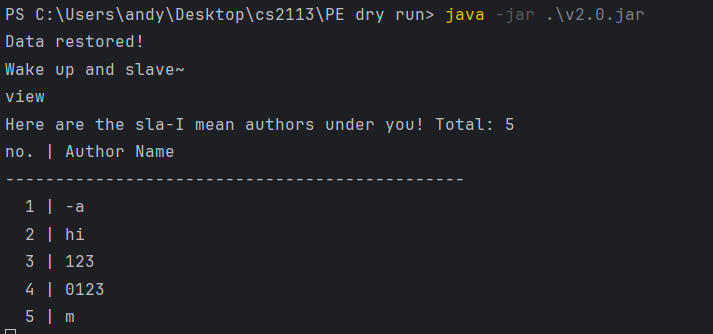 PS C:\Users\andy\Desktop\cs2113\PE dry run> java -jar .\v2.0.jar
Data restored!
Wake up and slave~
view
Here are the sla-I mean authors under you! Total: 5
no. | Author Name
----------------------------------------------
1 | -a
2 | hi
3 | 123
4 | 0123
5 | m